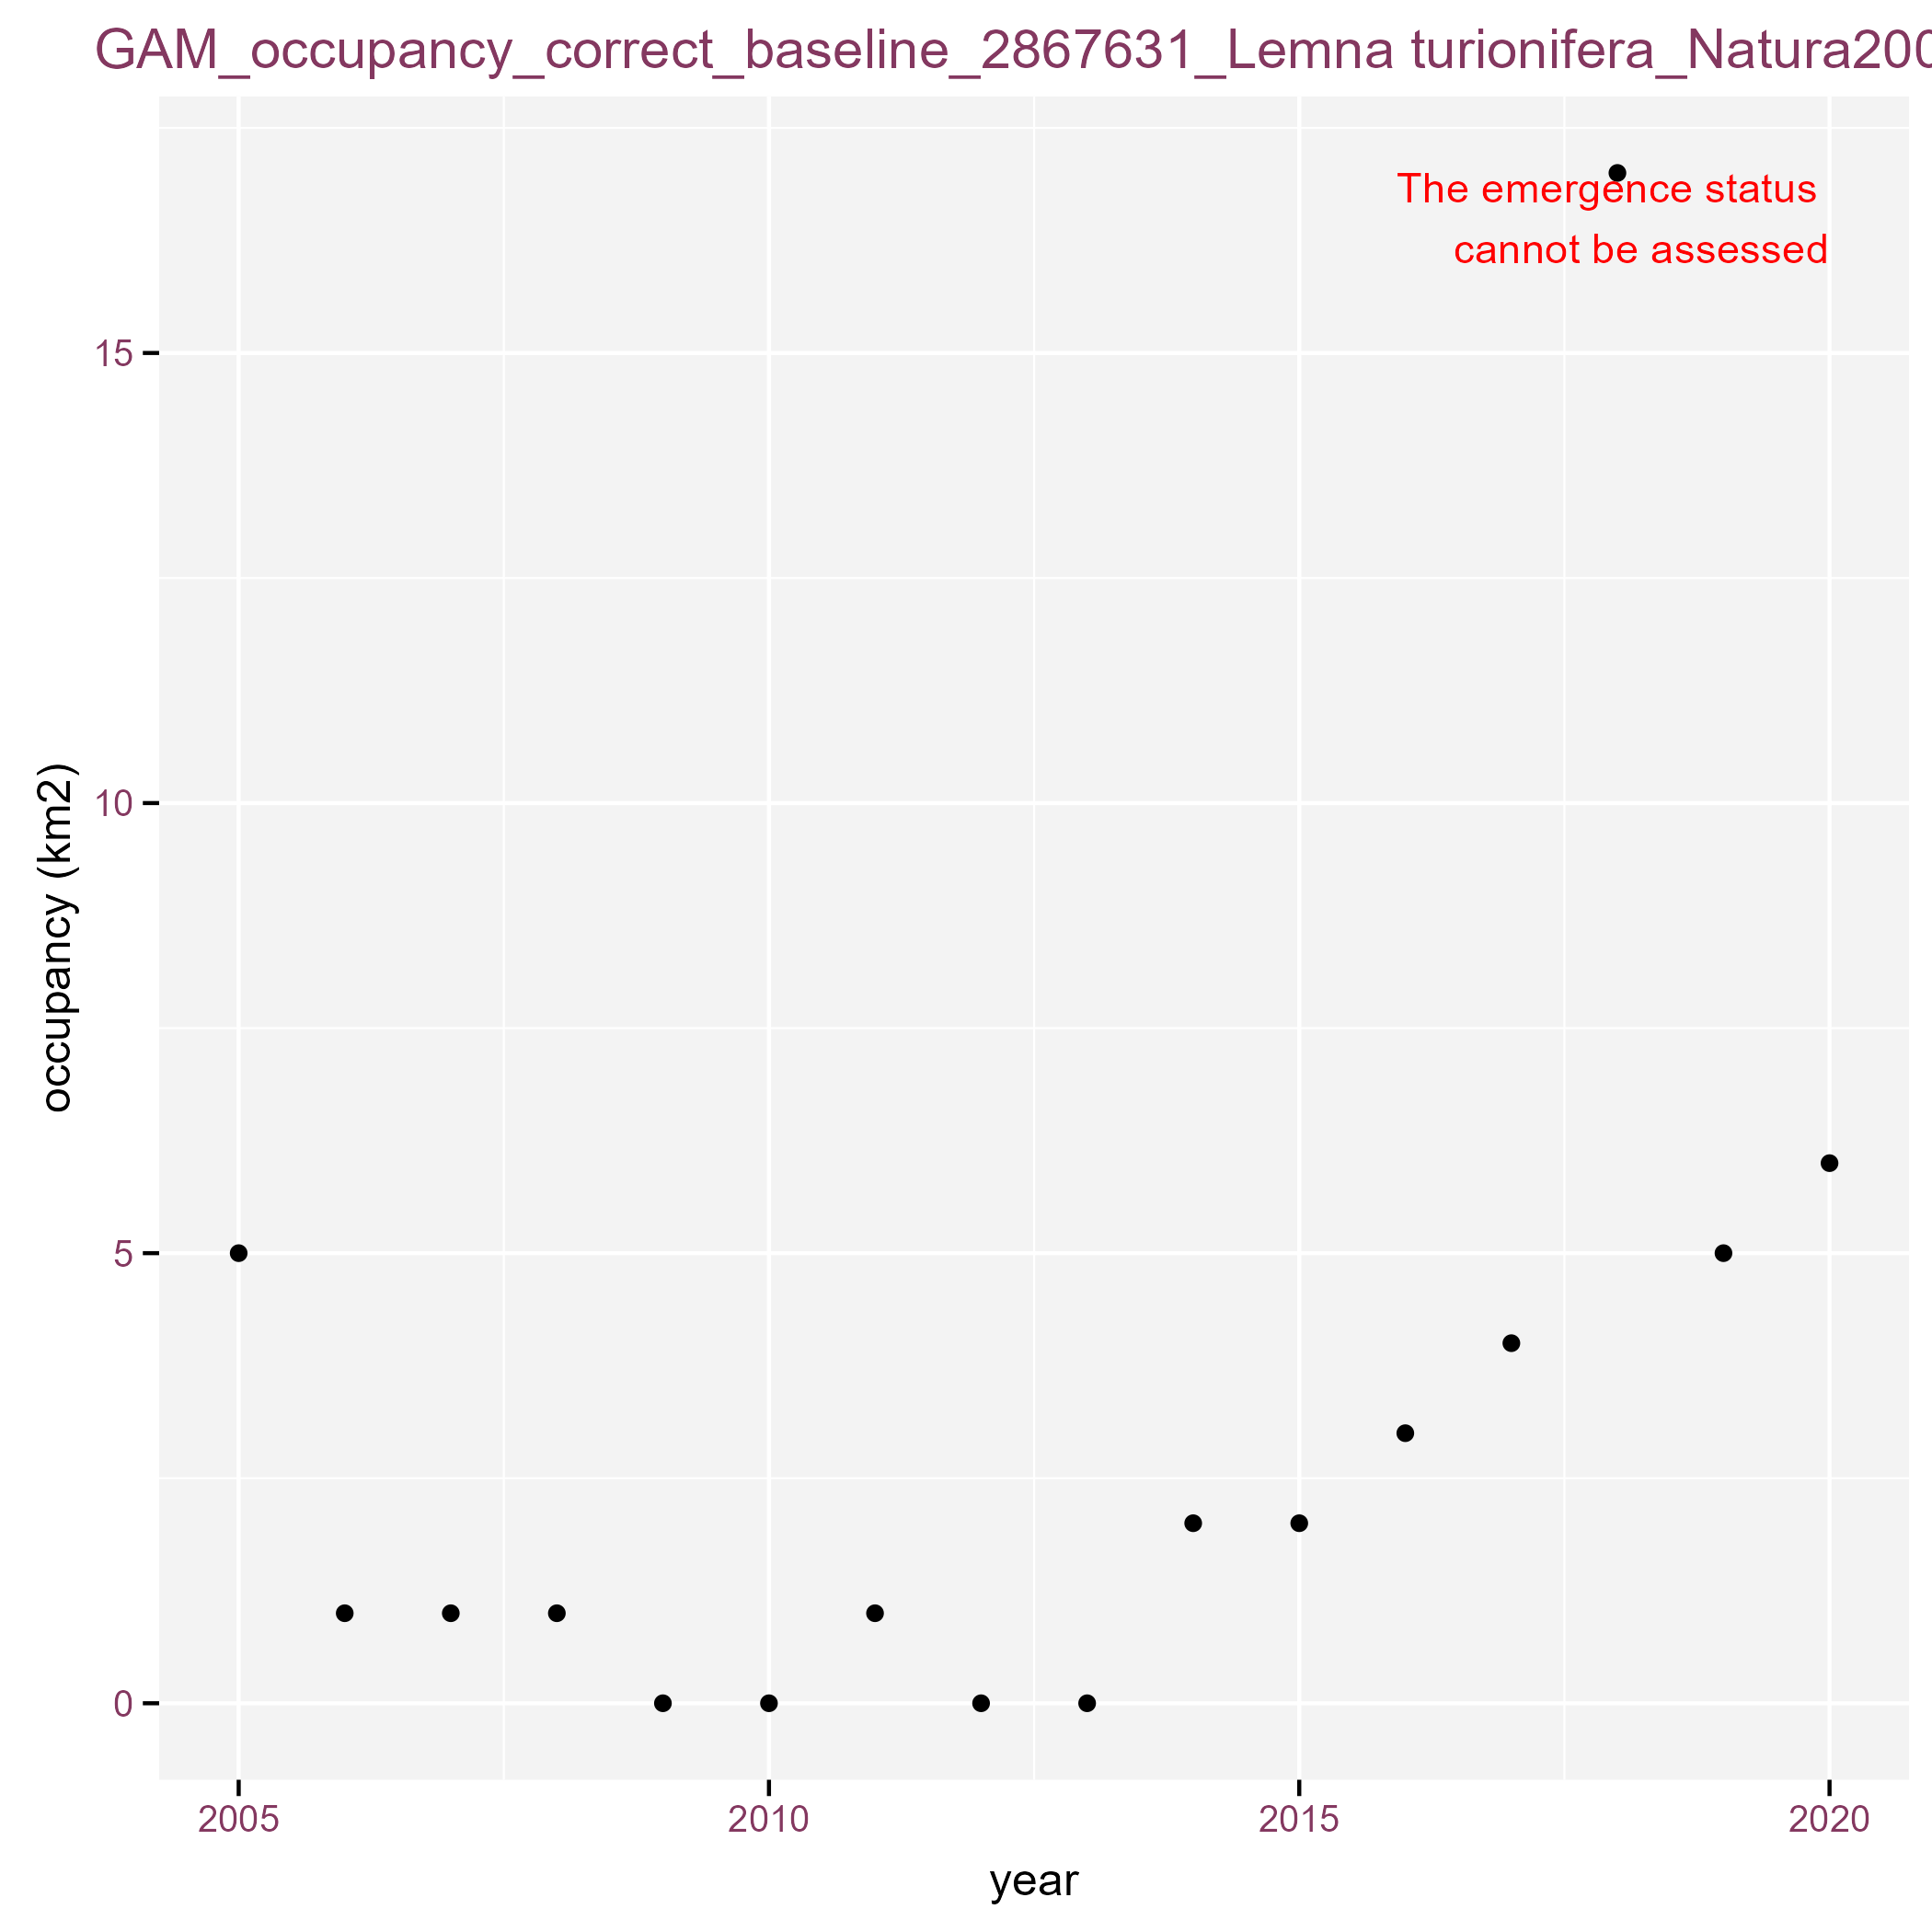 GAM_occupancy_correct_baseline_2867631_Lemna turionifera_Natura200
The emergence status
cannot be assessed
15
10
5
0
occupancy (km2)
2005 2010 2015 2020
year